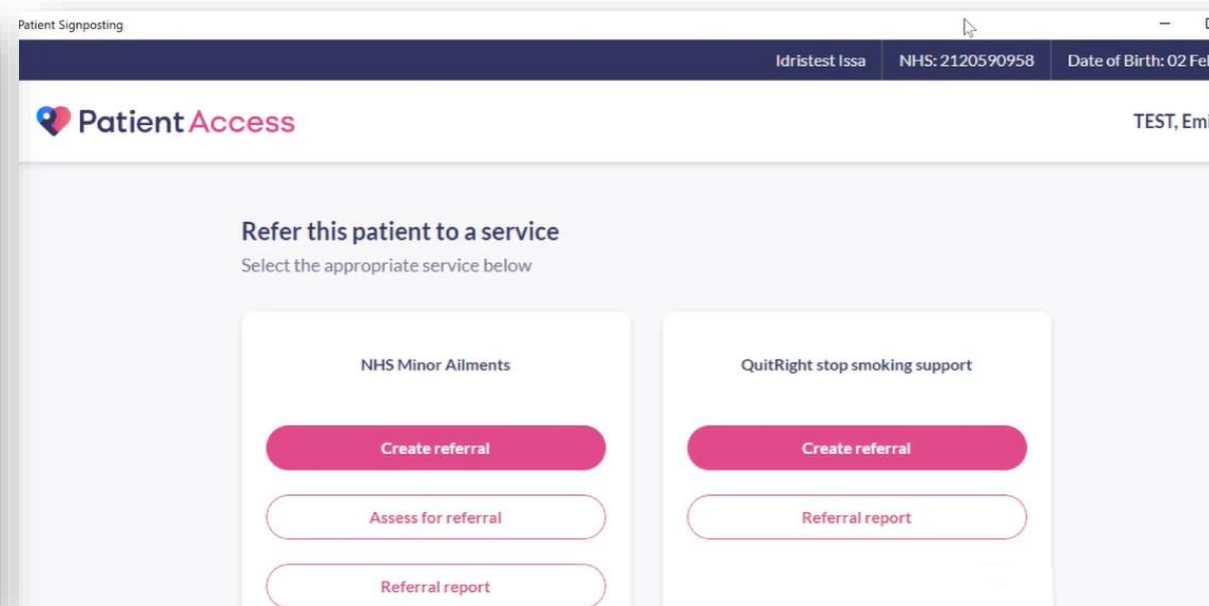 Patient Signposting
Idristest Issa NHS: 2120590958 Date of Birth: 02 Fe
Patient Access
TEST, Em
Refer this patient to a service
Select the appropriate service below
NHS Minor Ailments
QuitRight stop smoking support
Create referral
Create referral
Assess for referral
Referral report
Referral report